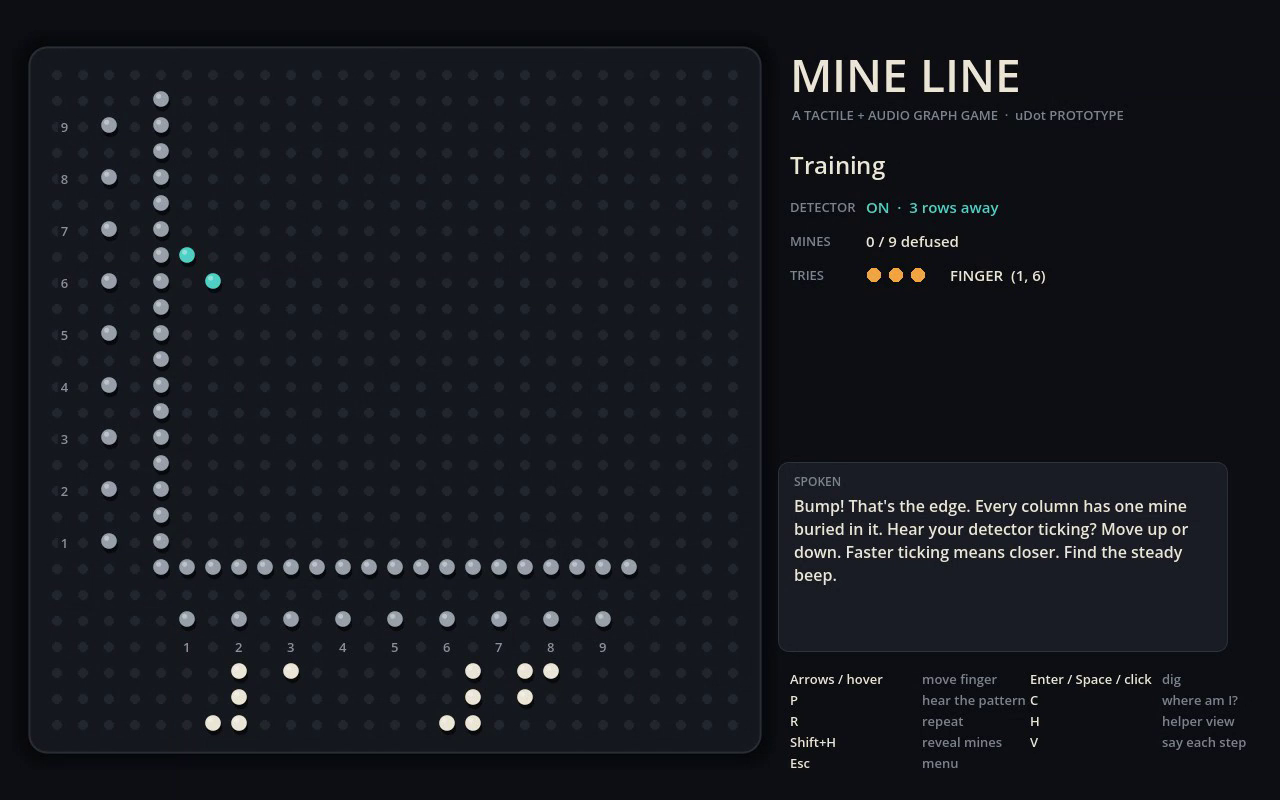 MINE LINE
A TACTILE + AUDIO GRAPH GAME · uDot PROTOTYPE
Training
DETECTOR ON · 3 rows away
MINES 0 / 9 defused
TRIES FINGER (1, 6)
9
8
7
6
5
4
3
2
1
1 2 3 4 5 6 7 8 9
SPOKEN
Bump! That's the edge. Every column has one mine
buried in it. Hear your detector ticking? Move up or
down. Faster ticking means closer. Find the steady
beep.
Arrows / hover move finger Enter / Space / click dig
P hear the pattern C where am I?
R repeat H helper view
Shift+H reveal mines V say each step
Esc menu